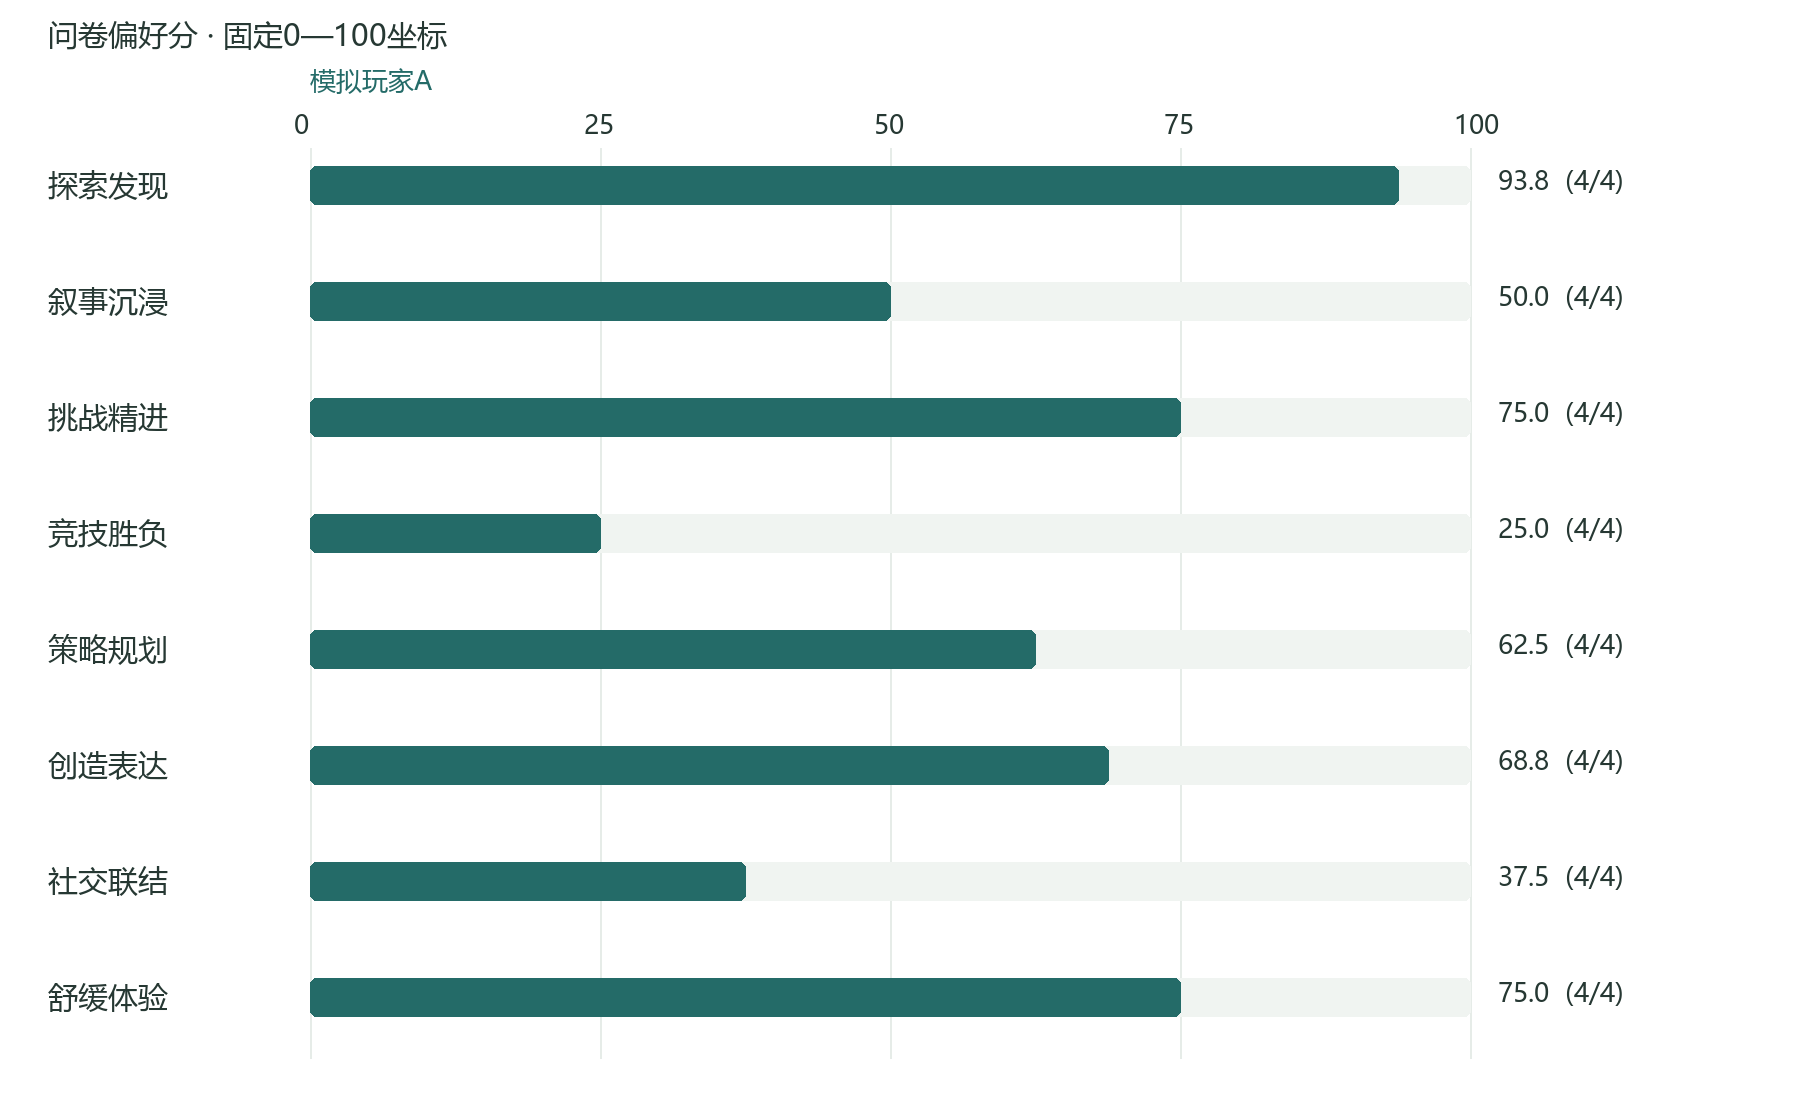 问卷偏好分 · 固定0—100坐标
模拟玩家A
0 25 50 75 100
探索发现 93.8 (4/4)
叙事沉浸 50.0 (4/4)
挑战精进 75.0 (4/4)
竞技胜负 25.0 (4/4)
策略规划 62.5 (4/4)
创造表达 68.8 (4/4)
社交联结 37.5 (4/4)
舒缓体验 75.0 (4/4)